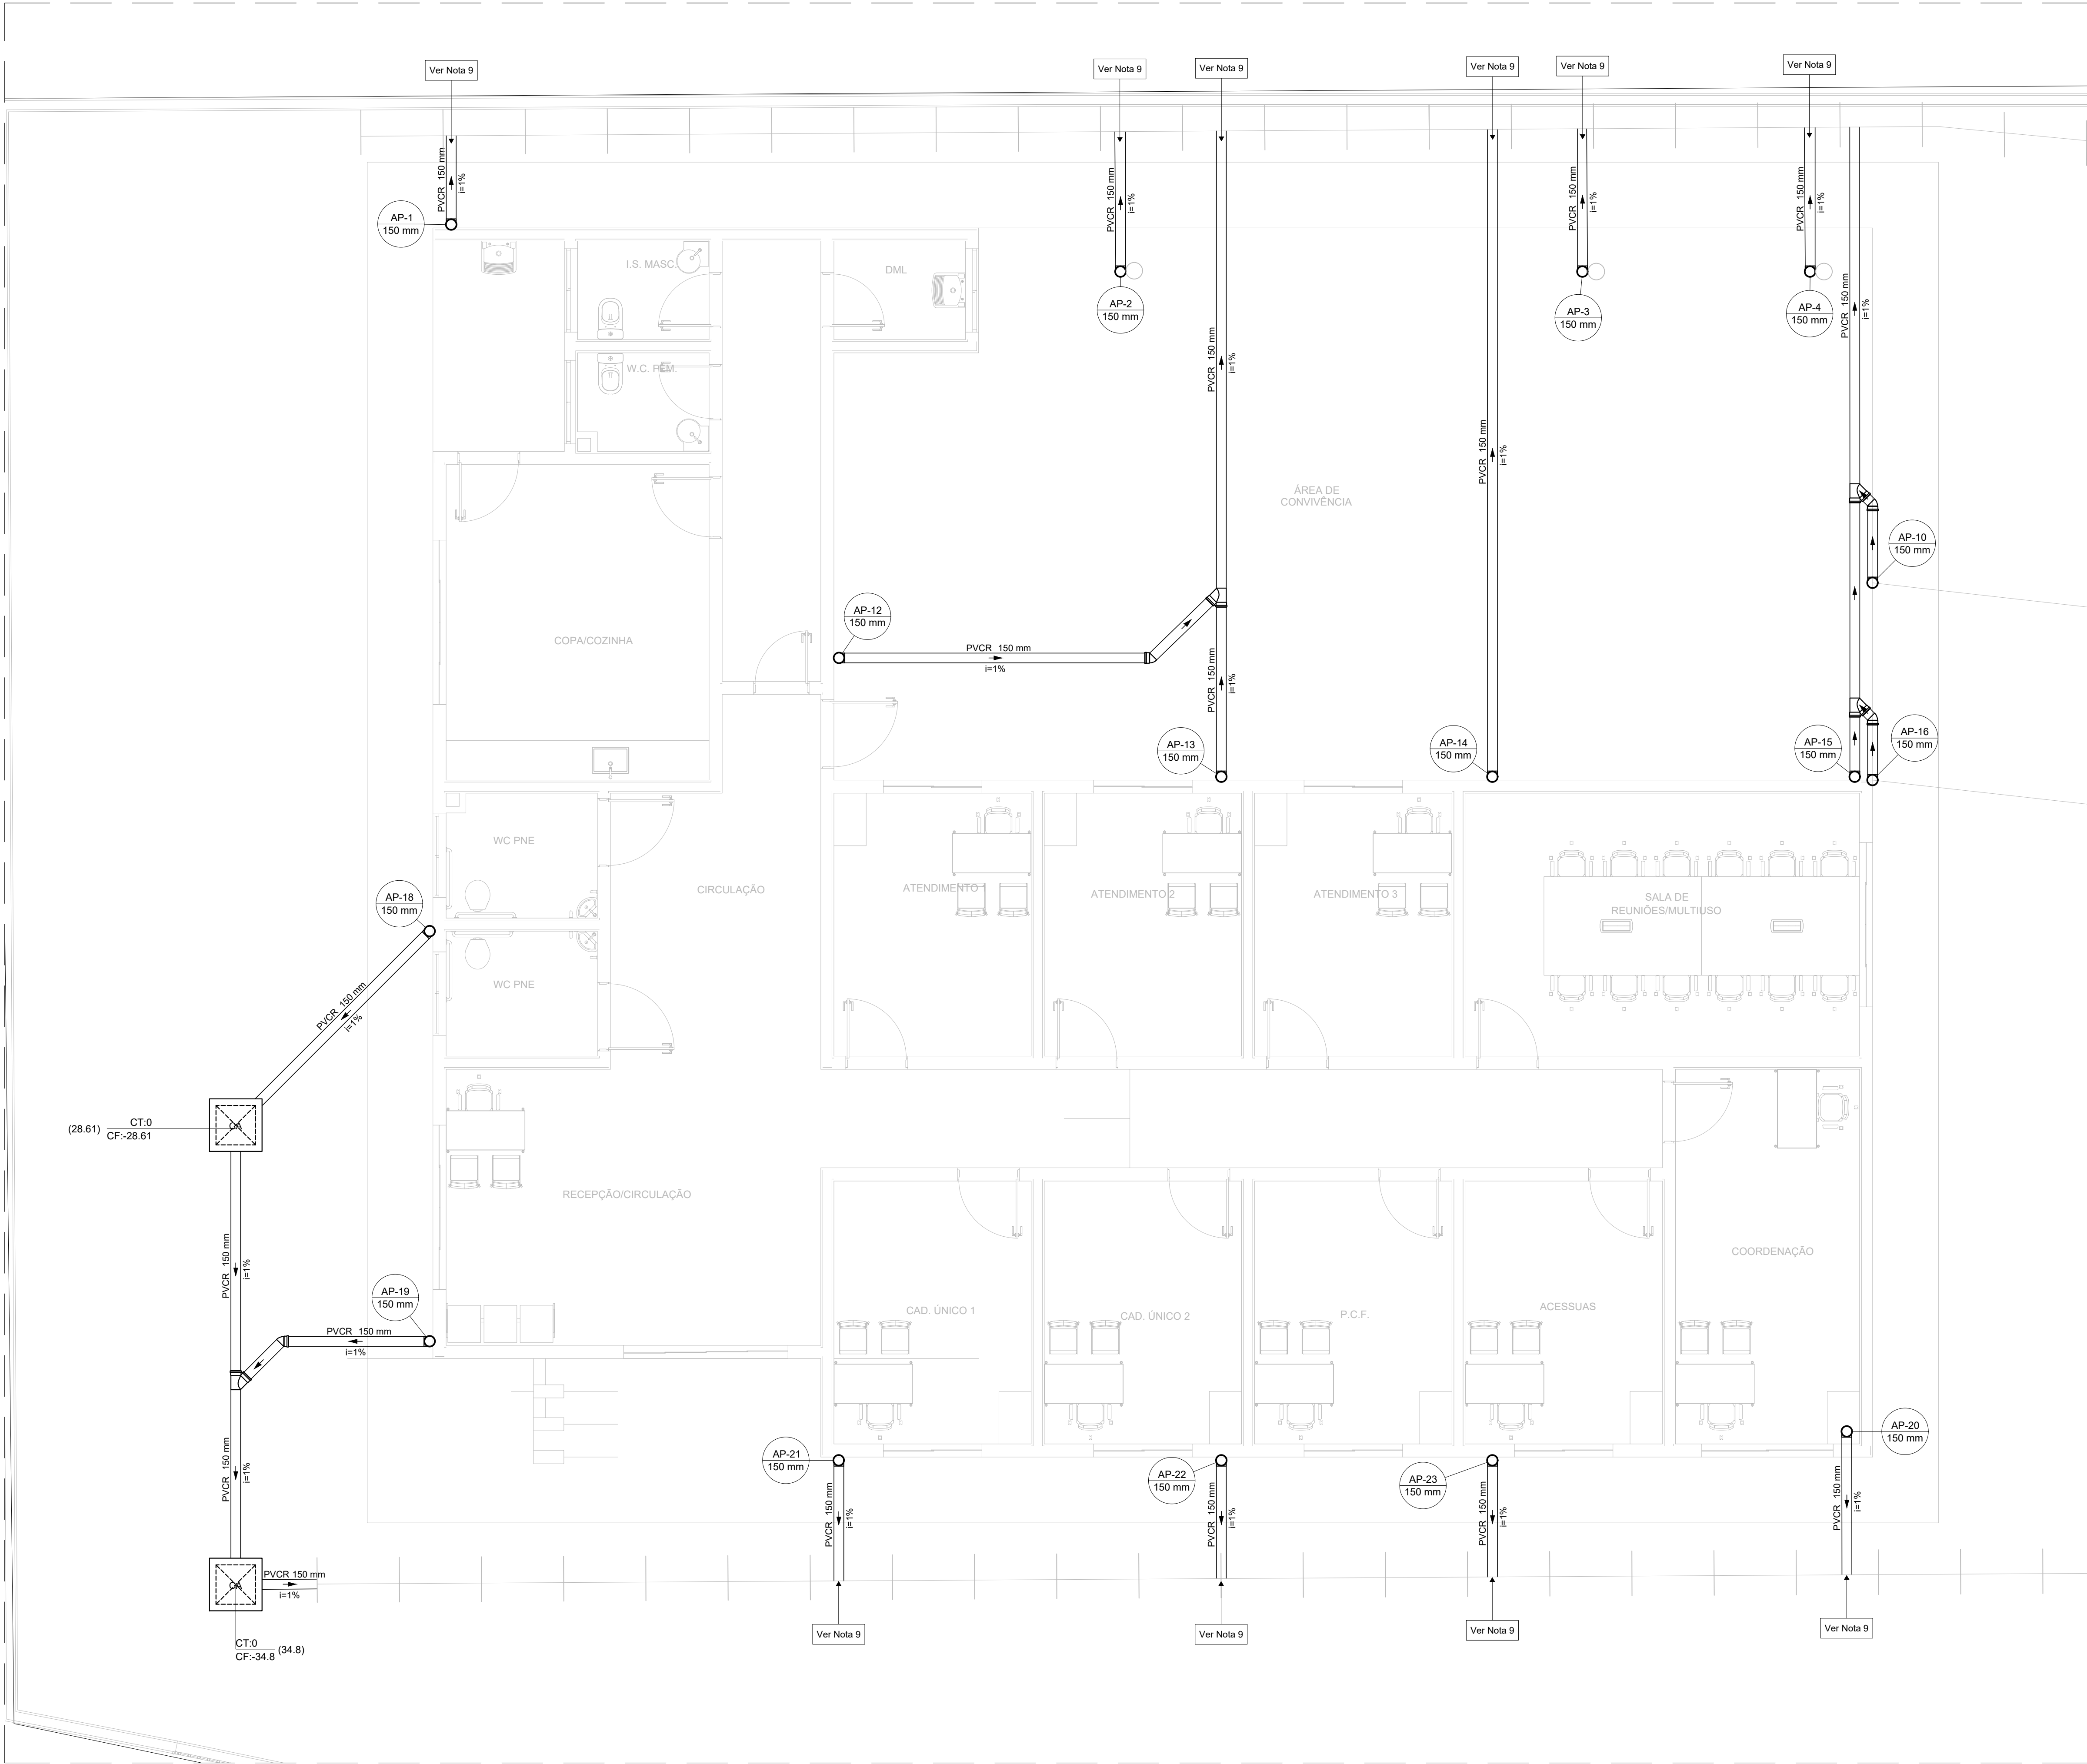 Ver Nota 9
Ver Nota 9
Ver Nota 9
Ver Nota 9
Ver Nota 9
Ver Nota 9
PVCR 150 mm
i=1%
PVCR 150 mm
i=1%
PVCR 150 mm
i=1%
PVCR 150 mm
i=1%
AP-1
150 mm
I.S. MASC.
DML
AP-2
150 mm
AP-3
150 mm
AP-4
150 mm
PVCR 150 mm
i=1%
PVCR 150 mm
i=1%
W.C. FEM.
PVCR 150 mm
i=1%
ÁREA DE
CONVIVÊNCIA
AP-10
150 mm
AP-12
150 mm
COPA/COZINHA
PVCR 150 mm
i=1%
PVCR 150 mm
i=1%
AP-13
150 mm
AP-14
150 mm
AP-15
150 mm
AP-16
150 mm
WC PNE
CIRCULAÇÃO
ATENDIMENTO 1
ATENDIMENTO 2
ATENDIMENTO 3
SALA DE
REUNIÕES/MULTIUSO
AP-18
150 mm
WC PNE
PVCR 150 mm
i=1%
(28.61)
CT:0
CF:-28.61
CA
RECEPÇÃO/CIRCULAÇÃO
COORDENAÇÃO
PVCR 150 mm
i=1%
AP-19
150 mm
CAD. ÚNICO 1
CAD. ÚNICO 2
P.C.F.
ACESSUAS
PVCR 150 mm
i=1%
AP-20
150 mm
AP-21
150 mm
AP-22
150 mm
AP-23
150 mm
PVCR 150 mm
i=1%
PVCR 150 mm
i=1%
PVCR 150 mm
i=1%
PVCR 150 mm
i=1%
PVCR 150 mm
i=1%
CA
PVCR 150 mm
i=1%
CT:0
CF:-34.8
(34.8)
Ver Nota 9
Ver Nota 9
Ver Nota 9
Ver Nota 9